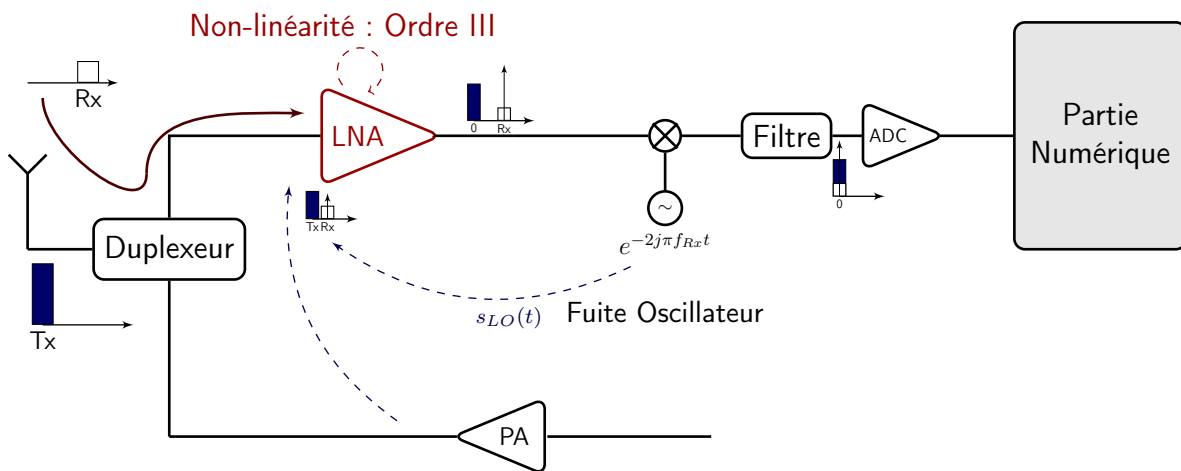 Non-linéarité : Ordre III
Rx
LNA
0
Rx
Tx
Rx
Duplexeur
Tx
∼
e^{-2jπf_{Rx}t}
s_{LO}(t)
Fuite Oscillateur
Filtre
0
ADC
Partie
Numérique
PA